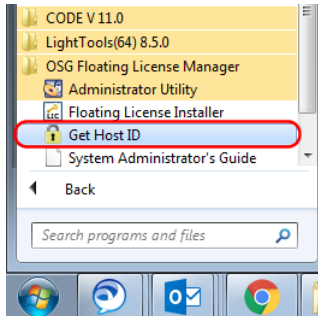 CODE V 11.0
LightTools(64) 8.5.0
OSG Floating License Manager
Administrator Utility
Floating License Installer
Get Host ID
System Administrator's Guide
Back
Search programs and files